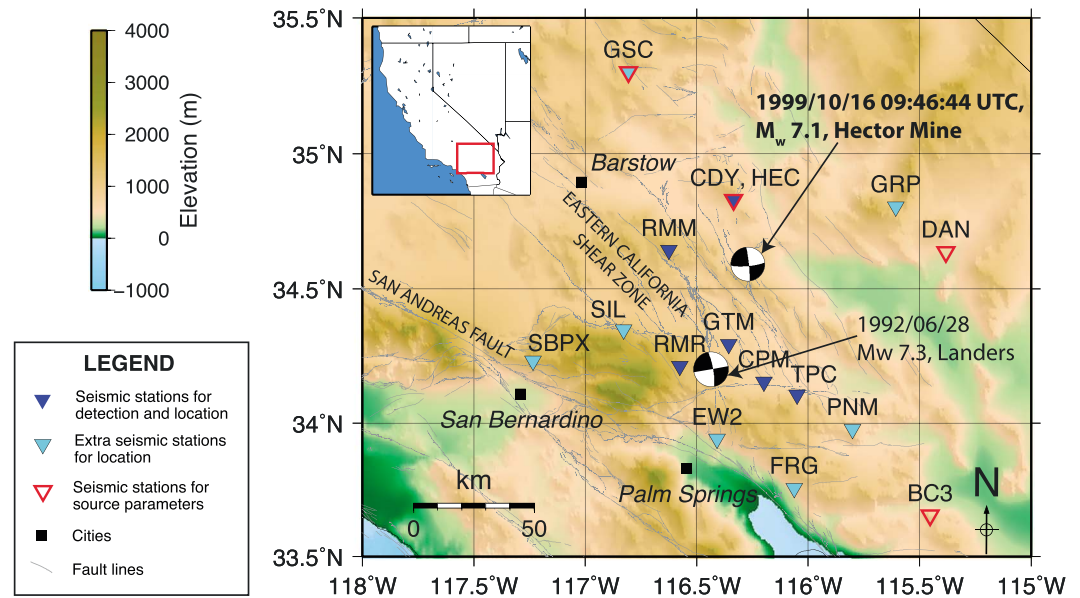 4000
3000
2000
1000
0
−1000
Elevation (m)
LEGEND
Seismic stations for
detection and location
Extra seismic stations
for location
Seismic stations for
source parameters
Cities
Fault lines
35.5°N
35°N
34.5°N
34°N
33.5°N
118°W
117.5°W
117°W
116.5°W
116°W
115.5°W
115°W
GSC
1999/10/16 09:46:44 UTC,
Mw 7.1, Hector Mine
Barstow
CDY, HEC
GRP
DAN
RMM
EASTERN CALIFORNIA
SHEAR ZONE
SAN ANDREAS FAULT
SIL
SBPX
GTM
RMR
CPM
TPC
1992/06/28
Mw 7.3, Landers
San Bernardino
EW2
PNM
FRG
Palm Springs
BC3
N
km
0
50